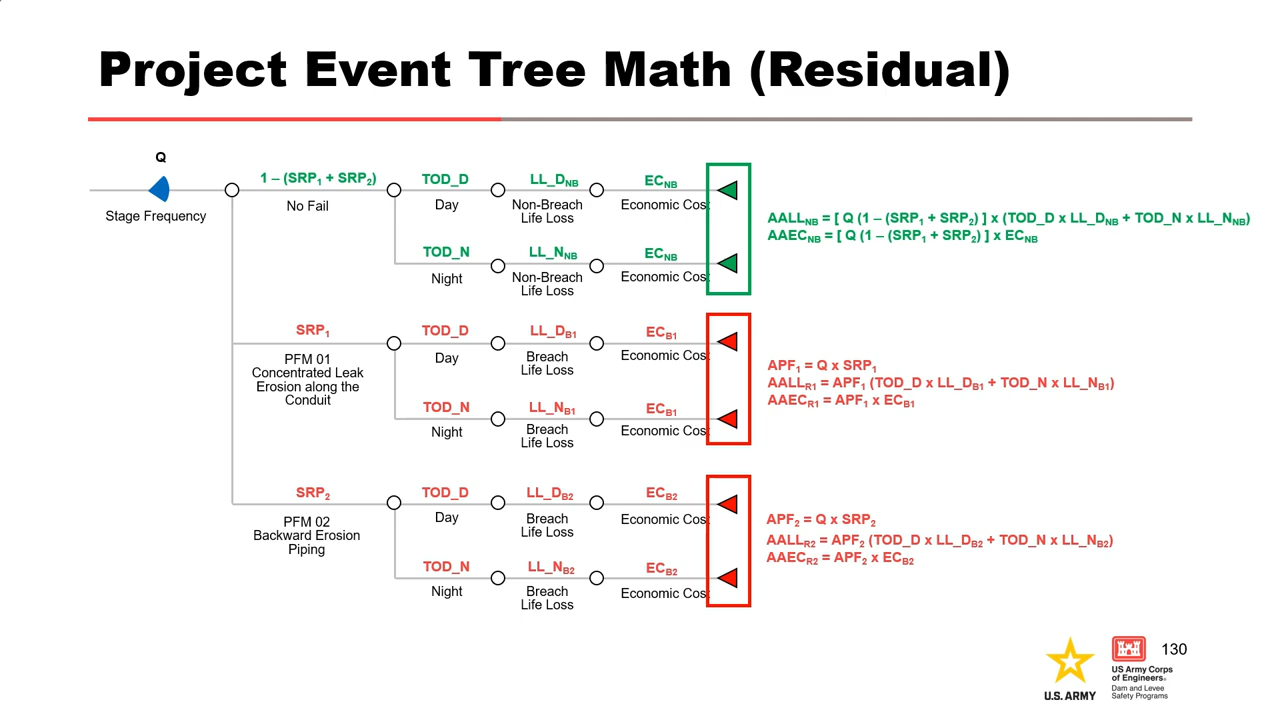 Project Event Tree Math (Residual)
Q
Stage Frequency
1 – (SRP₁ + SRP₂)
No Fail
TOD_D
Day
LL_D_NB
Non-Breach
Life Loss
EC_NB
Economic Cos
TOD_N
Night
LL_N_NB
Non-Breach
Life Loss
EC_NB
Economic Cos
AALL_NB = [ Q (1 – (SRP₁ + SRP₂) ] x (TOD_D x LL_D_NB + TOD_N x LL_N_NB)
AAEC_NB = [ Q (1 – (SRP₁ + SRP₂) ] x EC_NB
SRP₁
PFM 01
Concentrated Leak
Erosion along the
Conduit
TOD_D
Day
LL_D_B1
Breach
Life Loss
EC_B1
Economic Cos
TOD_N
Night
LL_N_B1
Breach
Life Loss
EC_B1
Economic Cos
APF₁ = Q x SRP₁
AALL_R1 = APF₁ (TOD_D x LL_D_B1 + TOD_N x LL_N_B1)
AAEC_R1 = APF₁ x EC_B1
SRP₂
PFM 02
Backward Erosion
Piping
TOD_D
Day
LL_D_B2
Breach
Life Loss
EC_B2
Economic Cos
TOD_N
Night
LL_N_B2
Breach
Life Loss
EC_B2
Economic Cos
APF₂ = Q x SRP₂
AALL_R2 = APF₂ (TOD_D x LL_D_B2 + TOD_N x LL_N_B2)
AAEC_R2 = APF₂ x EC_B2
U.S. ARMY
US Army Corps
of Engineers®
Dam and Levee
Safety Programs
130